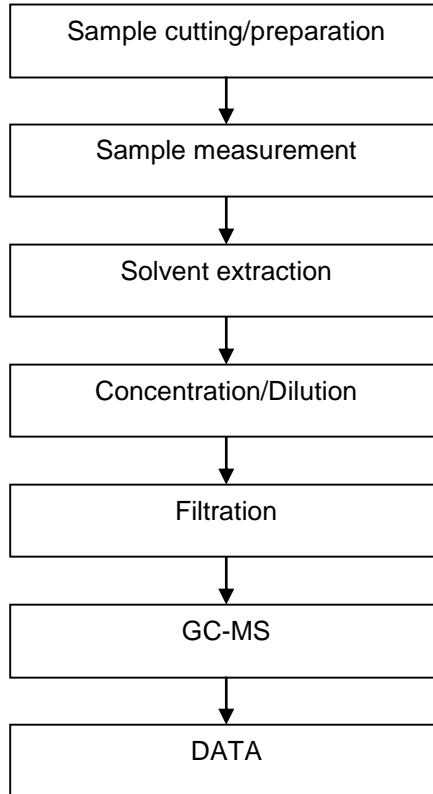 Sample cutting/preparation
Sample measurement
Solvent extraction
Concentration/Dilution
Filtration
GC-MS
DATA